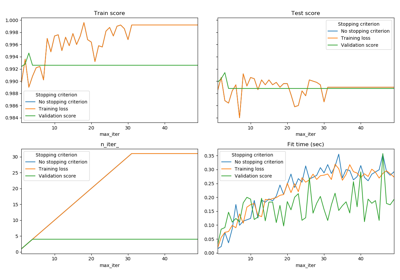 Train score
1.000
0.998
0.996
0.994
0.992
0.990
0.988
0.986
0.984
Stopping criterion
No stopping criterion
Training loss
Validation score
10 20 30 40
max_iter
Test score
Stopping criterion
No stopping criterion
Training loss
Validation score
10 20 30 40
max_iter
n_iter_
30
25
20
15
10
5
0
Stopping criterion
No stopping criterion
Training loss
Validation score
10 20 30 40
max_iter
Fit time (sec)
0.35
0.30
0.25
0.20
0.15
0.10
0.05
0.00
Stopping criterion
No stopping criterion
Training loss
Validation score
10 20 30 40
max_iter